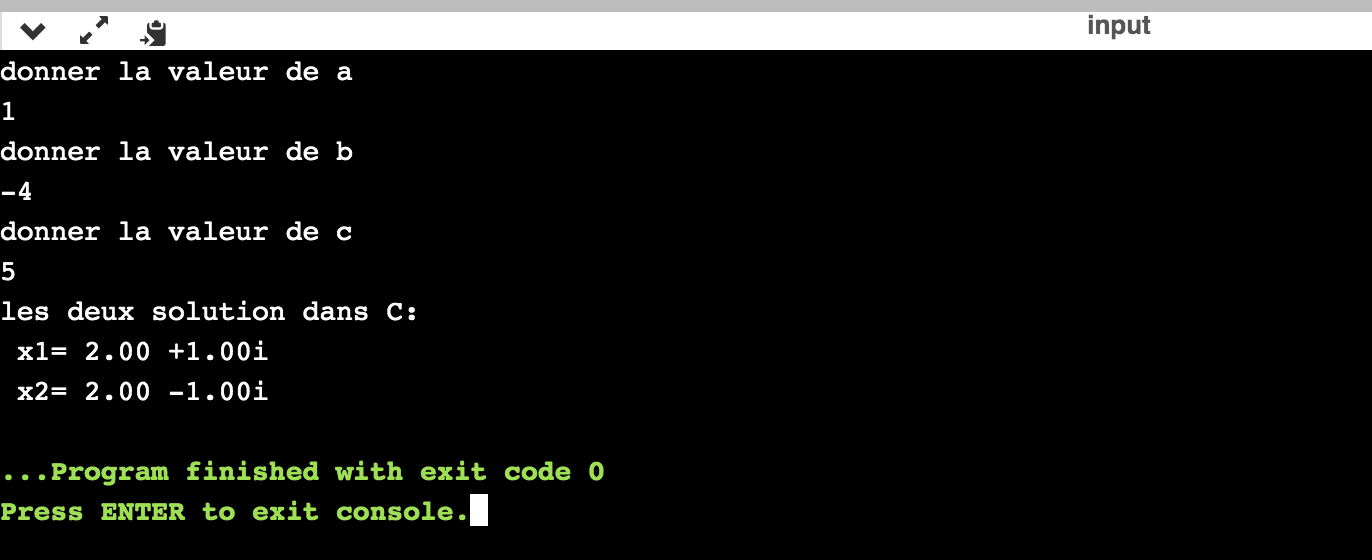 input
donner la valeur de a
1
donner la valeur de b
-4
donner la valeur de c
5
les deux solution dans C:
x1= 2.00 +1.00i
x2= 2.00 -1.00i
...Program finished with exit code 0
Press ENTER to exit console.